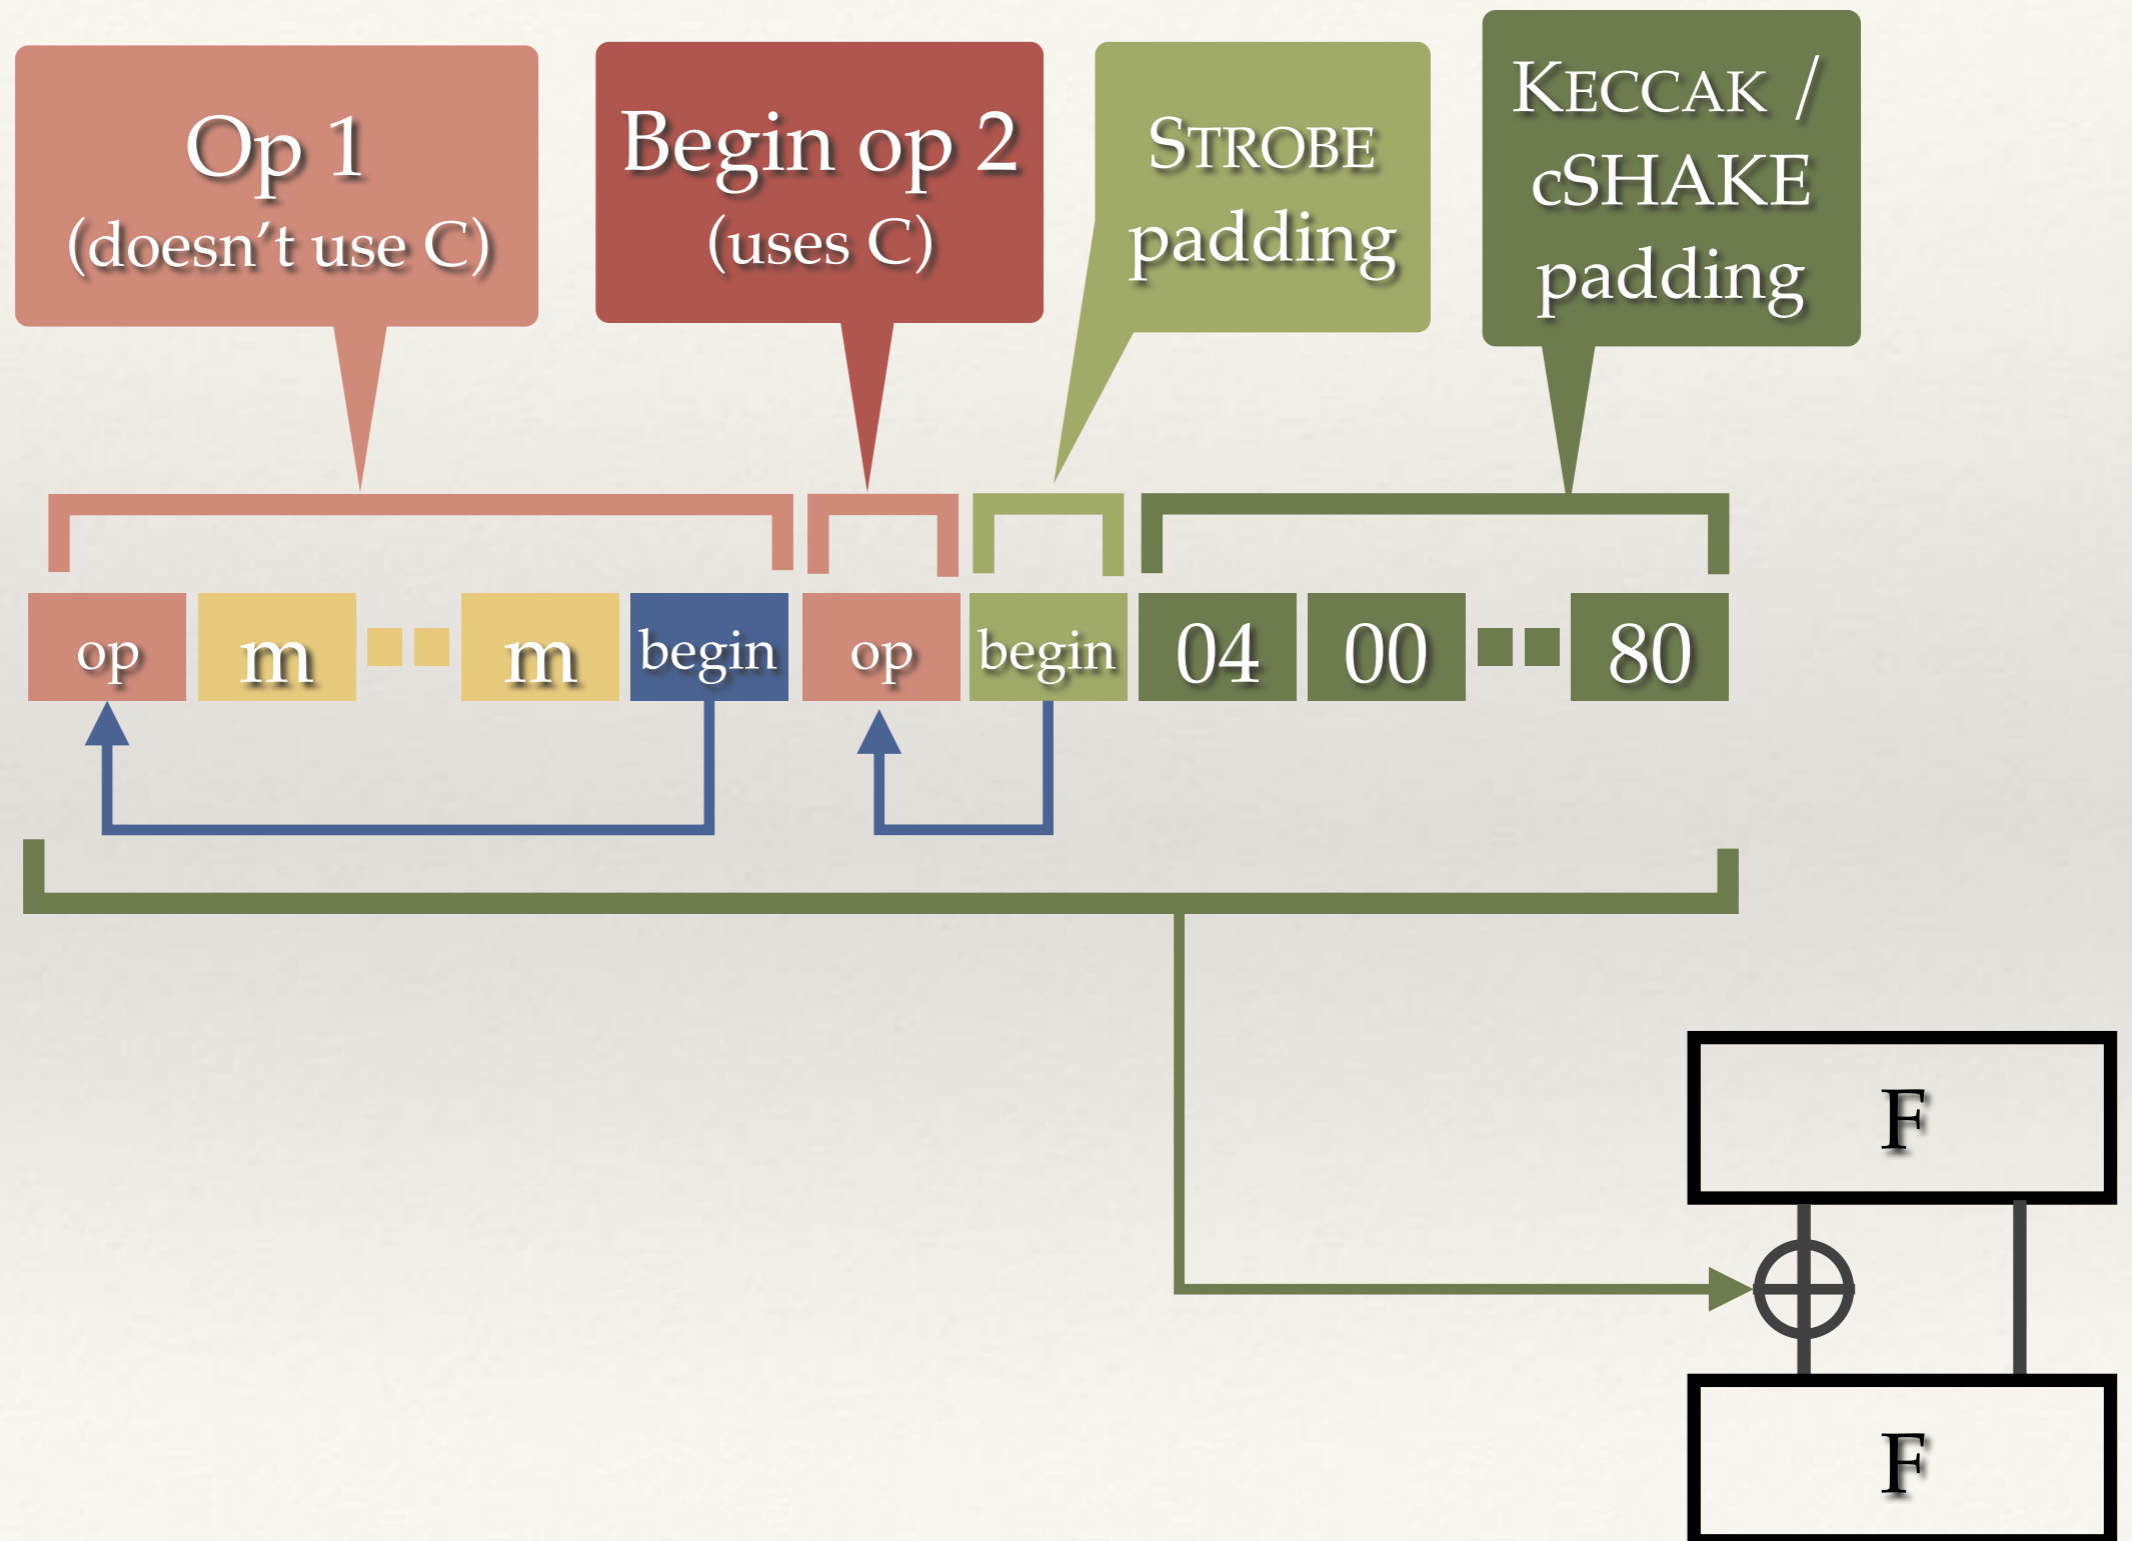 Op 1
(doesn’t use C)
Begin op 2
(uses C)
STROBE
padding
KECCAK /
cSHAKE
padding
op m m begin op begin 04 00 80
F
F